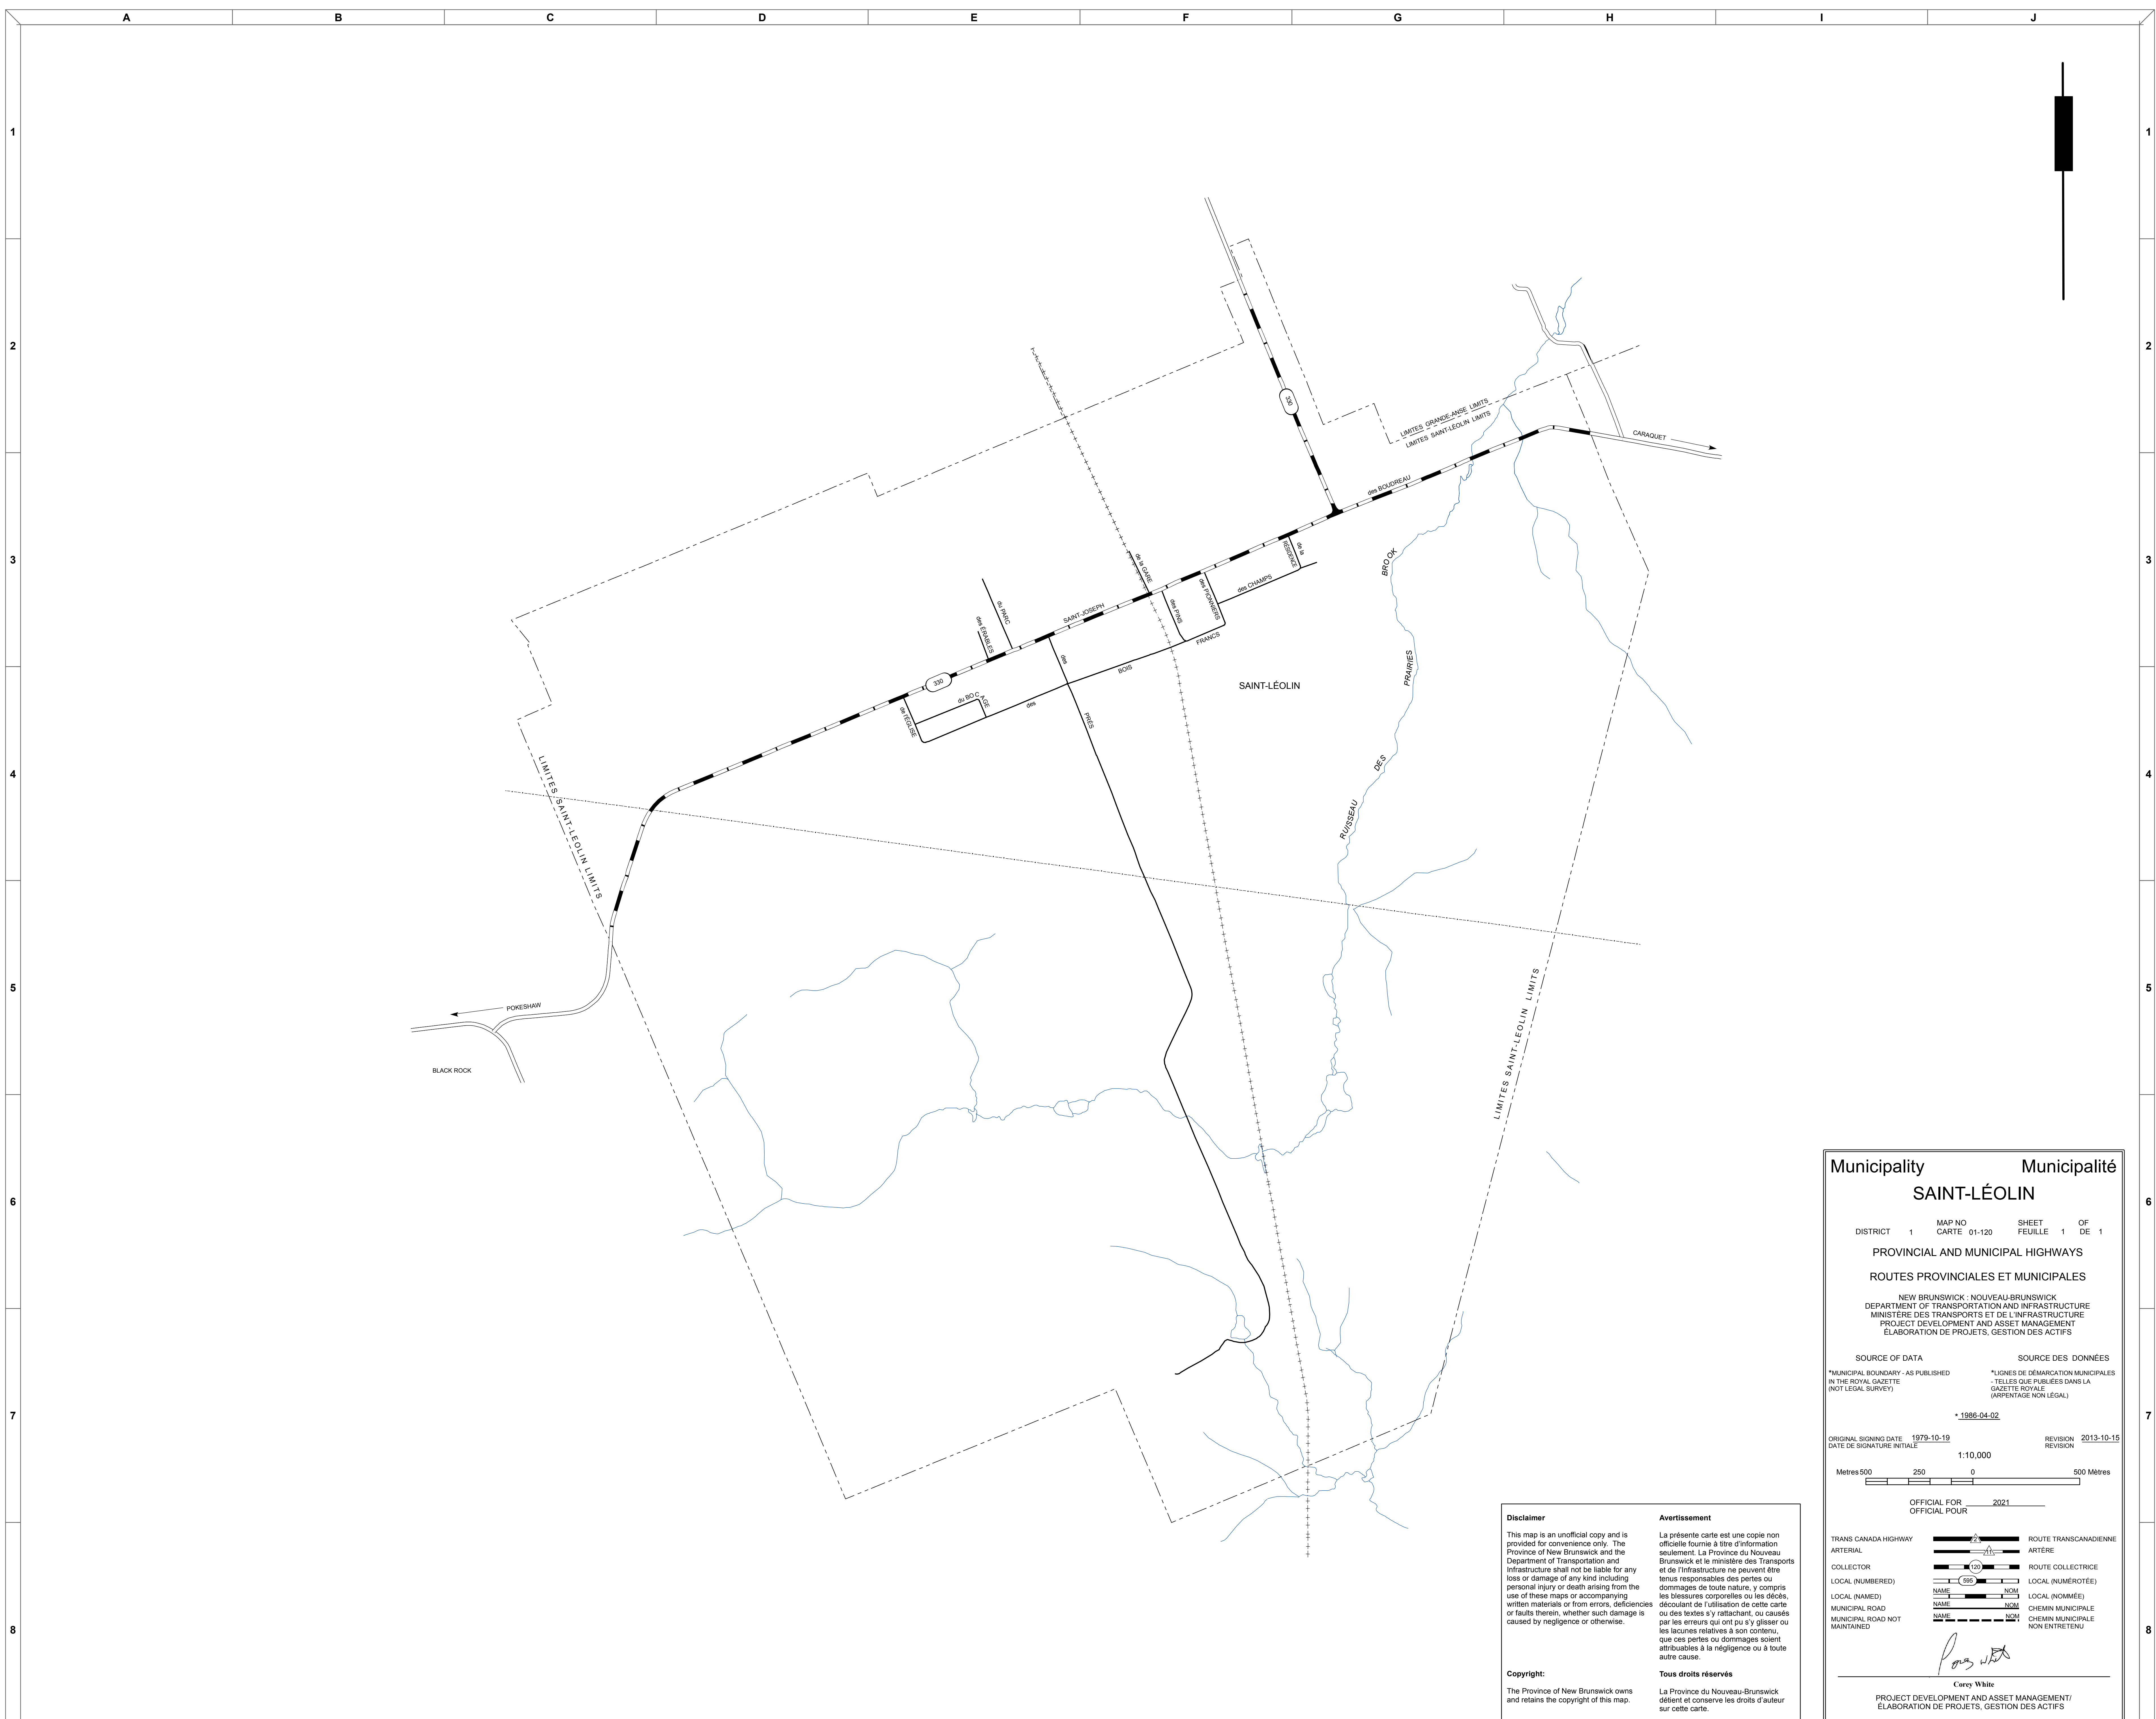 A B C D E F G H I J
1 1
2 2
3 3
4 4
5 5
6 6
7 7
8 8
330
LIMITES GRANDE-ANSE LIMITS
LIMITES SAINT-LÉOLIN LIMITS
CARAQUET
des BOUDREAU
de la GARE
de la
RÉSIDENCE
des CHAMPS
des PIONNIERS
des PINS
du PARC
SAINT-JOSEPH
des ÉRABLES
FRANCS
BOIS
des
des
PRÉS
330
du BOCAGE
de l'ÉGLISE
SAINT-LÉOLIN
BROOK
PRAIRIES
DES
RUISSEAU
LIMITES SAINT-LEOLIN LIMITS
LIMITES SAINT-LEOLIN LIMITS
POKESHAW
BLACK ROCK
Municipality Municipalité
SAINT-LÉOLIN
MAP NO SHEET OF
DISTRICT 1 CARTE 01-120 FEUILLE 1 DE 1
PROVINCIAL AND MUNICIPAL HIGHWAYS
ROUTES PROVINCIALES ET MUNICIPALES
NEW BRUNSWICK : NOUVEAU-BRUNSWICK
DEPARTMENT OF TRANSPORTATION AND INFRASTRUCTURE
MINISTÈRE DES TRANSPORTS ET DE L'INFRASTRUCTURE
PROJECT DEVELOPMENT AND ASSET MANAGEMENT
ÉLABORATION DE PROJETS, GESTION DES ACTIFS
SOURCE OF DATA SOURCE DES DONNÉES
*MUNICIPAL BOUNDARY - AS PUBLISHED
IN THE ROYAL GAZETTE
(NOT LEGAL SURVEY)
*LIGNES DE DÉMARCATION MUNICIPALES
- TELLES QUE PUBLIÉES DANS LA
GAZETTE ROYALE
(ARPENTAGE NON LÉGAL)
* 1986-04-02
ORIGINAL SIGNING DATE 1979-10-19 REVISION 2013-10-15
DATE DE SIGNATURE INITIALE REVISION
1:10,000
Metres 500 250 0 500 Mètres
OFFICIAL FOR 2021
OFFICIAL POUR
TRANS CANADA HIGHWAY 2 ROUTE TRANSCANADIENNE
ARTERIAL 11 ARTÈRE
COLLECTOR 120 ROUTE COLLECTRICE
LOCAL (NUMBERED) 595 LOCAL (NUMÉROTÉE)
LOCAL (NAMED) NAME NOM LOCAL (NOMMÉE)
MUNICIPAL ROAD NAME NOM CHEMIN MUNICIPALE
MUNICIPAL ROAD NOT NAME NOM CHEMIN MUNICIPALE
MAINTAINED NON ENTRETENU
Corey White
Corey White
PROJECT DEVELOPMENT AND ASSET MANAGEMENT/
ÉLABORATION DE PROJETS, GESTION DES ACTIFS
Disclaimer
This map is an unofficial copy and is
provided for convenience only. The
Province of New Brunswick and the
Department of Transportation and
Infrastructure shall not be liable for any
loss or damage of any kind including
personal injury or death arising from the
use of these maps or accompanying
written materials or from errors, deficiencies
or faults therein, whether such damage is
caused by negligence or otherwise.
Copyright:
The Province of New Brunswick owns
and retains the copyright of this map.
Avertissement
La présente carte est une copie non
officielle fournie à titre d'information
seulement. La Province du Nouveau
Brunswick et le ministère des Transports
et de l'Infrastructure ne peuvent être
tenus responsables des pertes ou
dommages de toute nature, y compris
les blessures corporelles ou les décès,
découlant de l'utilisation de cette carte
ou des textes s'y rattachant, ou causés
par les erreurs qui ont pu s'y glisser ou
les lacunes relatives à son contenu,
que ces pertes ou dommages soient
attribuables à la négligence ou à toute
autre cause.
Tous droits réservés
La Province du Nouveau-Brunswick
détient et conserve les droits d'auteur
sur cette carte.